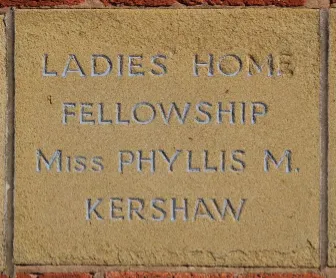 LADIES HOME
FELLOWSHIP
MISS PHYLLIS M.
KERSHAW